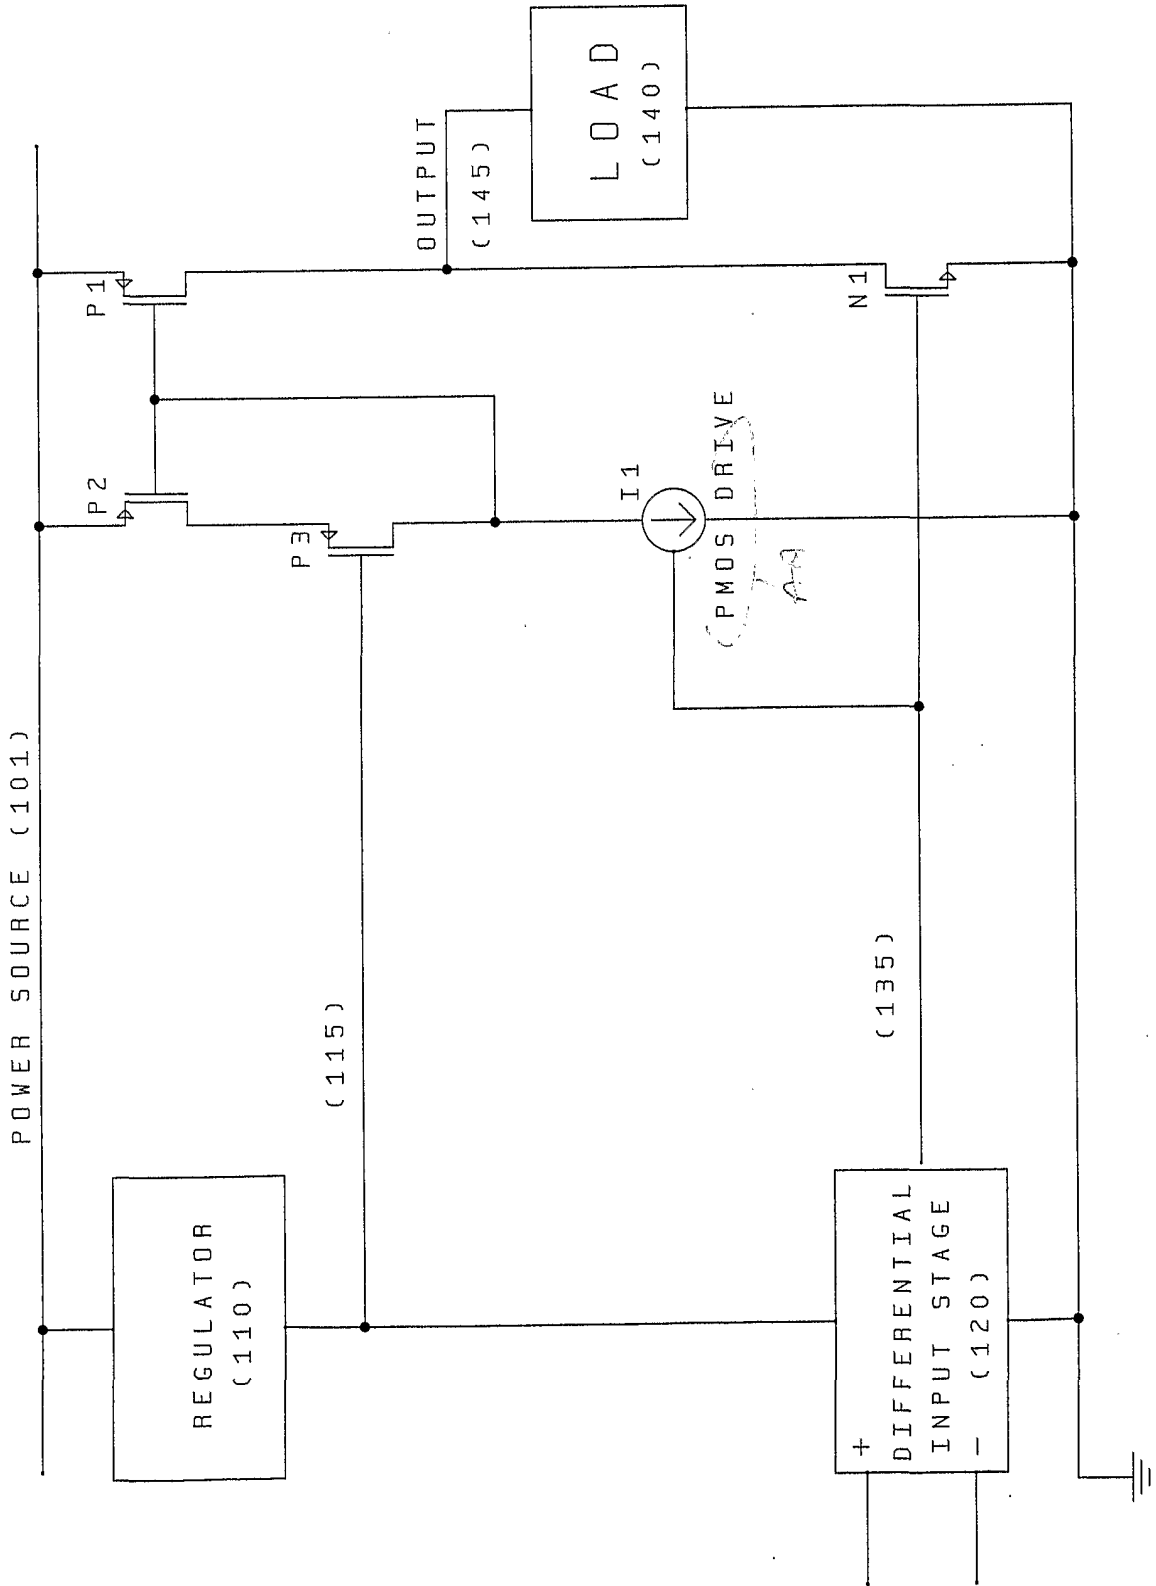 POWER SOURCE (101)
REGULATOR
(110)
(115)
P2
P1
P3
OUTPUT
(145)
LOAD
(140)
I1
PMOS DRIVE
N1
(135)
+
DIFFERENTIAL
INPUT STAGE
(120)
-